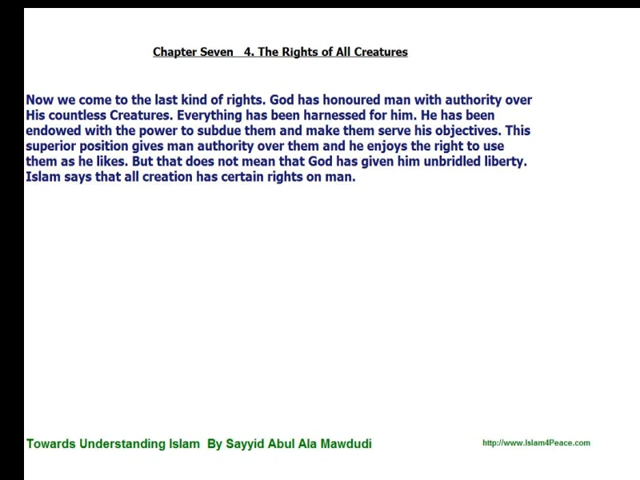 Chapter Seven   4. The Rights of All Creatures
Now we come to the last kind of rights. God has honoured man with authority over
His countless Creatures. Everything has been harnessed for him. He has been
endowed with the power to subdue them and make them serve his objectives. This
superior position gives man authority over them and he enjoys the right to use
them as he likes. But that does not mean that God has given him unbridled liberty.
Islam says that all creation has certain rights on man.
Towards Understanding Islam  By Sayyid Abul Ala Mawdudi
http://www.Islam4Peace.com